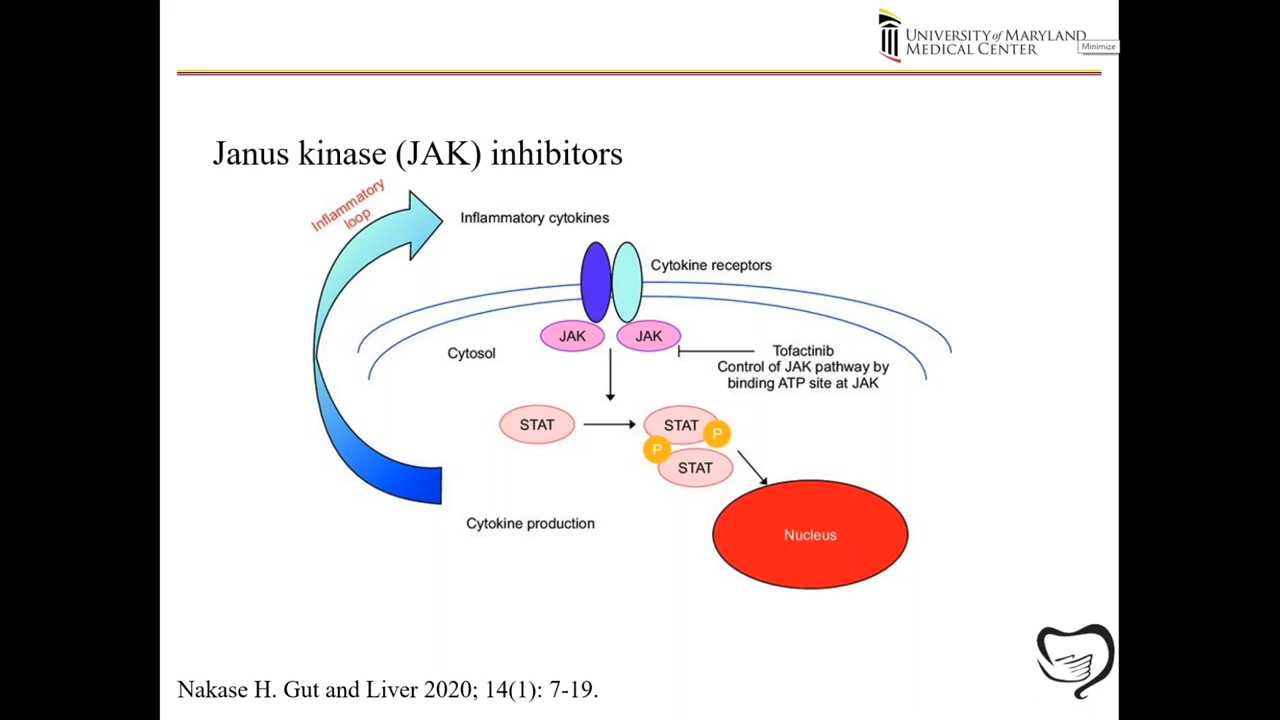 UNIVERSITY of MARYLAND
MEDICAL CENTER
Minimize
Janus kinase (JAK) inhibitors
Inflammatory
loop
Inflammatory cytokines
Cytokine receptors
JAK
JAK
Cytosol
Tofactinib
Control of JAK pathway by
binding ATP site at JAK
STAT
STAT
P
P
STAT
Cytokine production
Nucleus
Nakase H. Gut and Liver 2020; 14(1): 7-19.